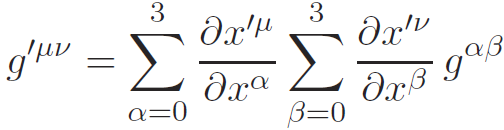 $g'^{\mu\nu} = \sum_{\alpha=0}^{3} \frac{\partial x'^{\mu}}{\partial x^{\alpha}} \sum_{\beta=0}^{3} \frac{\partial x'^{\nu}}{\partial x^{\beta}} g^{\alpha\beta}$